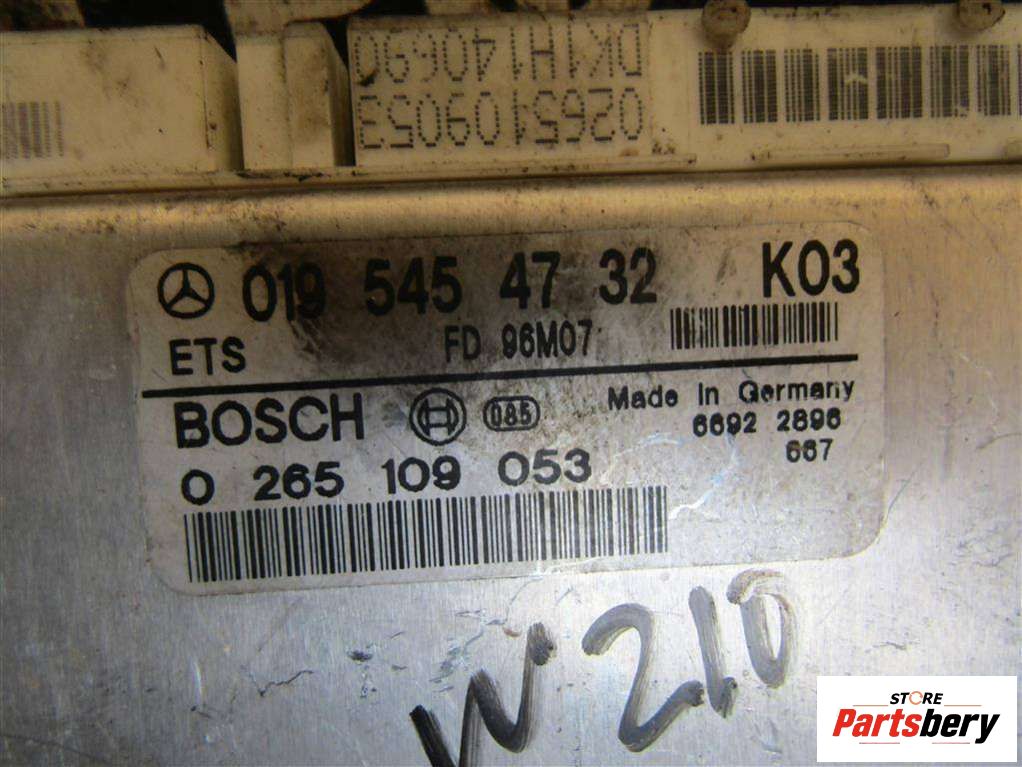 DK1H140690
0265109053
019 545 47 32 K03
ETS FD 96M07
BOSCH 085 Made in Germany
0 265 109 053 6692 2896
667
W210
STORE
Partsbery